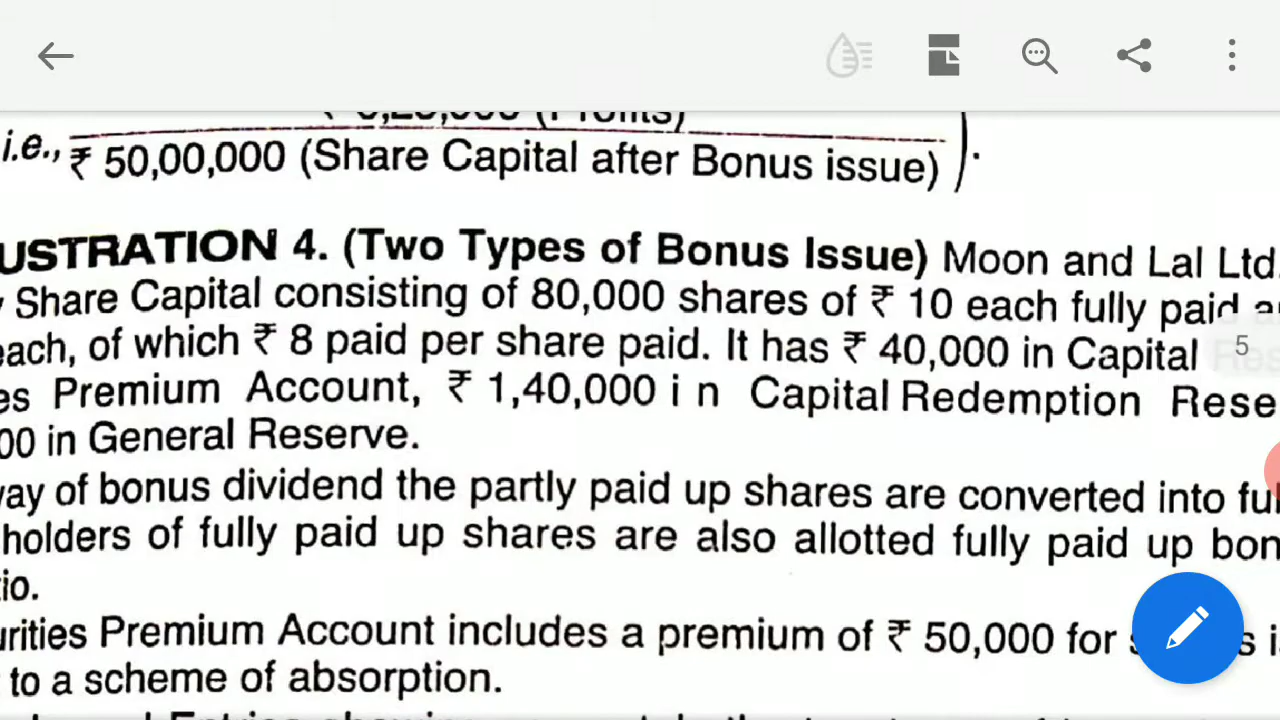 i.e., ₹ 50,00,000 (Share Capital after Bonus issue)
USTRATION 4. (Two Types of Bonus Issue) Moon and Lal Ltd.
Share Capital consisting of 80,000 shares of ₹ 10 each fully paid
each, of which ₹ 8 paid per share paid. It has ₹ 40,000 in Capital
5
es Premium Account, ₹ 1,40,000 i n Capital Redemption Rese
00 in General Reserve.
way of bonus dividend the partly paid up shares are converted into ful
holders of fully paid up shares are also allotted fully paid up bon
tio.
urities Premium Account includes a premium of ₹ 50,000 for
to a scheme of absorption.